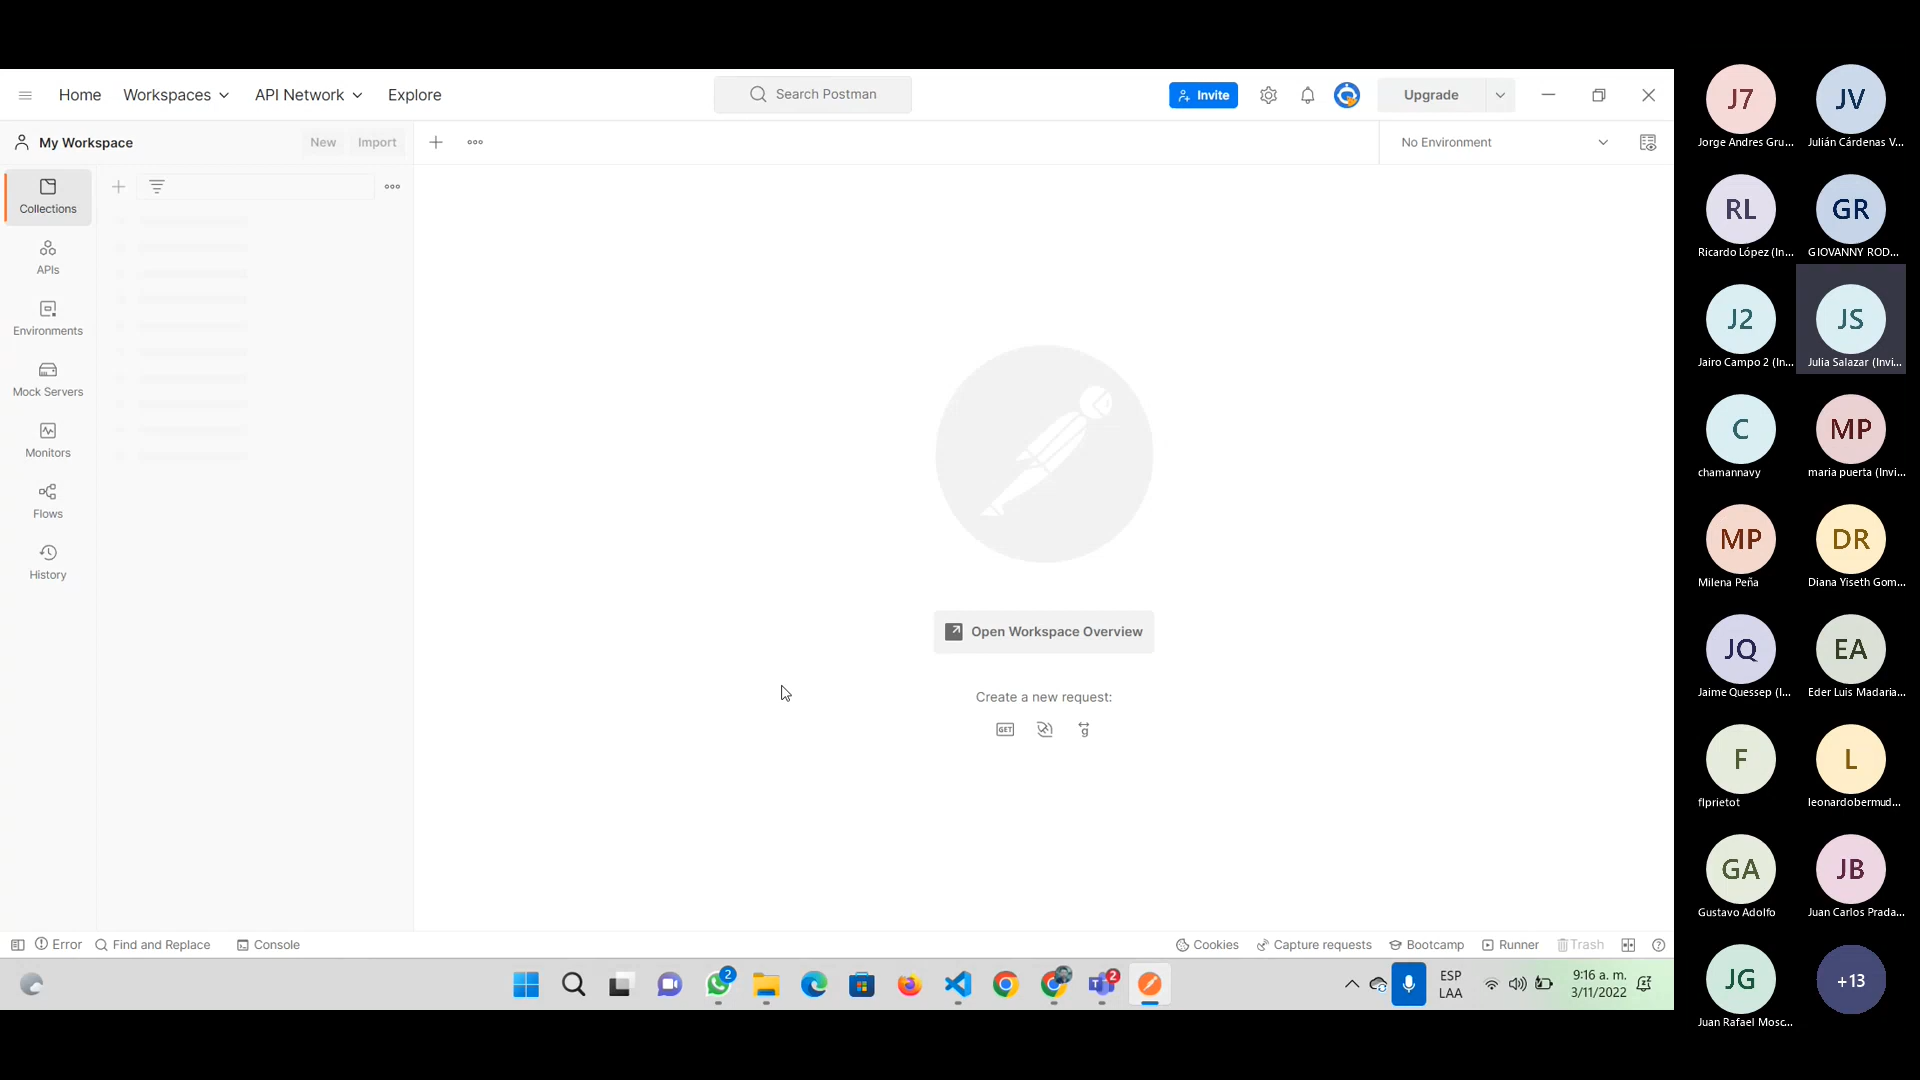 Home Workspaces API Network Explore
Search Postman
Invite
Upgrade
My Workspace
New Import
No Environment
Collections
APIs
Environments
Mock Servers
Monitors
Flows
History
Open Workspace Overview
Create a new request:
GET
g
Error Find and Replace Console
Cookies Capture requests Bootcamp Runner Trash
2
2
ESP
LAA
9:16 a. m.
3/11/2022
J7 JV
Jorge Andres Gru... Julián Cárdenas V...
RL GR
Ricardo López (In... GIOVANNY ROD...
J2 JS
Jairo Campo 2 (In... Julia Salazar (Invi...
C MP
chamannavy maria puerta (Invi...
MP DR
Milena Peña Diana Yiseth Gom...
JQ EA
Jaime Quessep (I... Eder Luis Madaria...
F L
flprietot leonardobermud...
GA JB
Gustavo Adolfo Juan Carlos Prada...
JG +13
Juan Rafael Mosc...